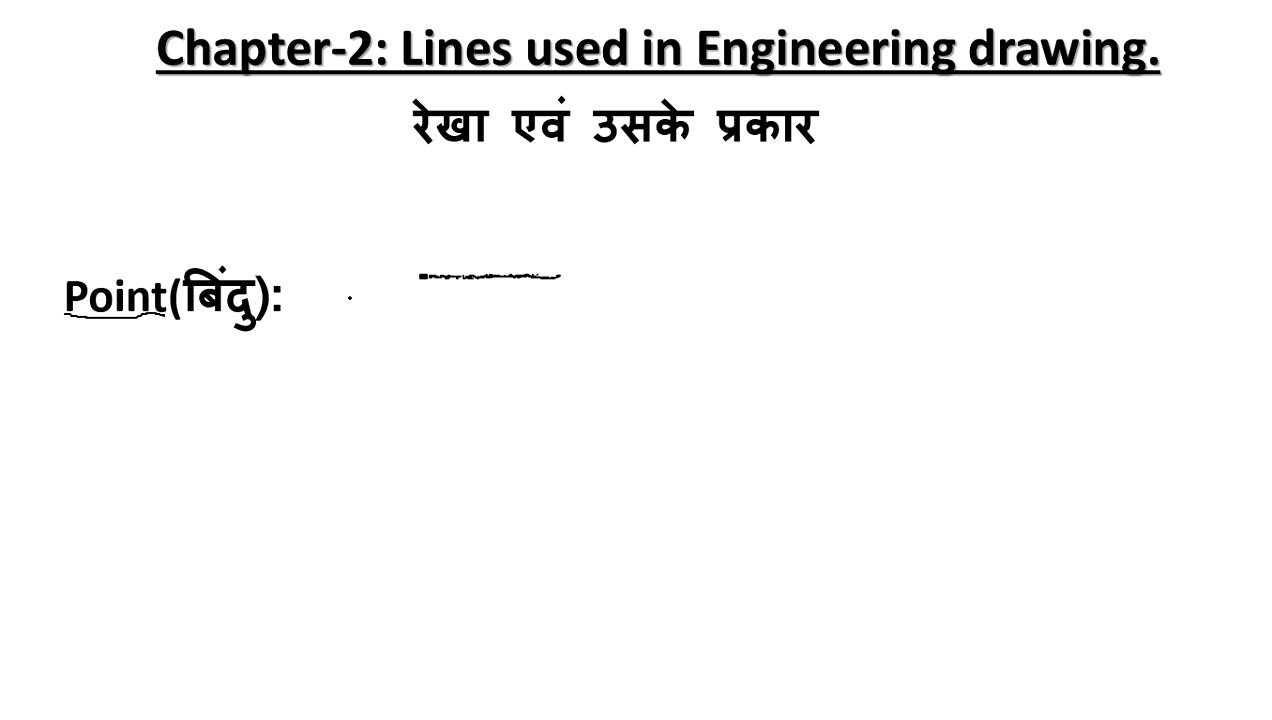 Chapter-2: Lines used in Engineering drawing.
रेखा एवं उसके प्रकार
Point(बिंदु):